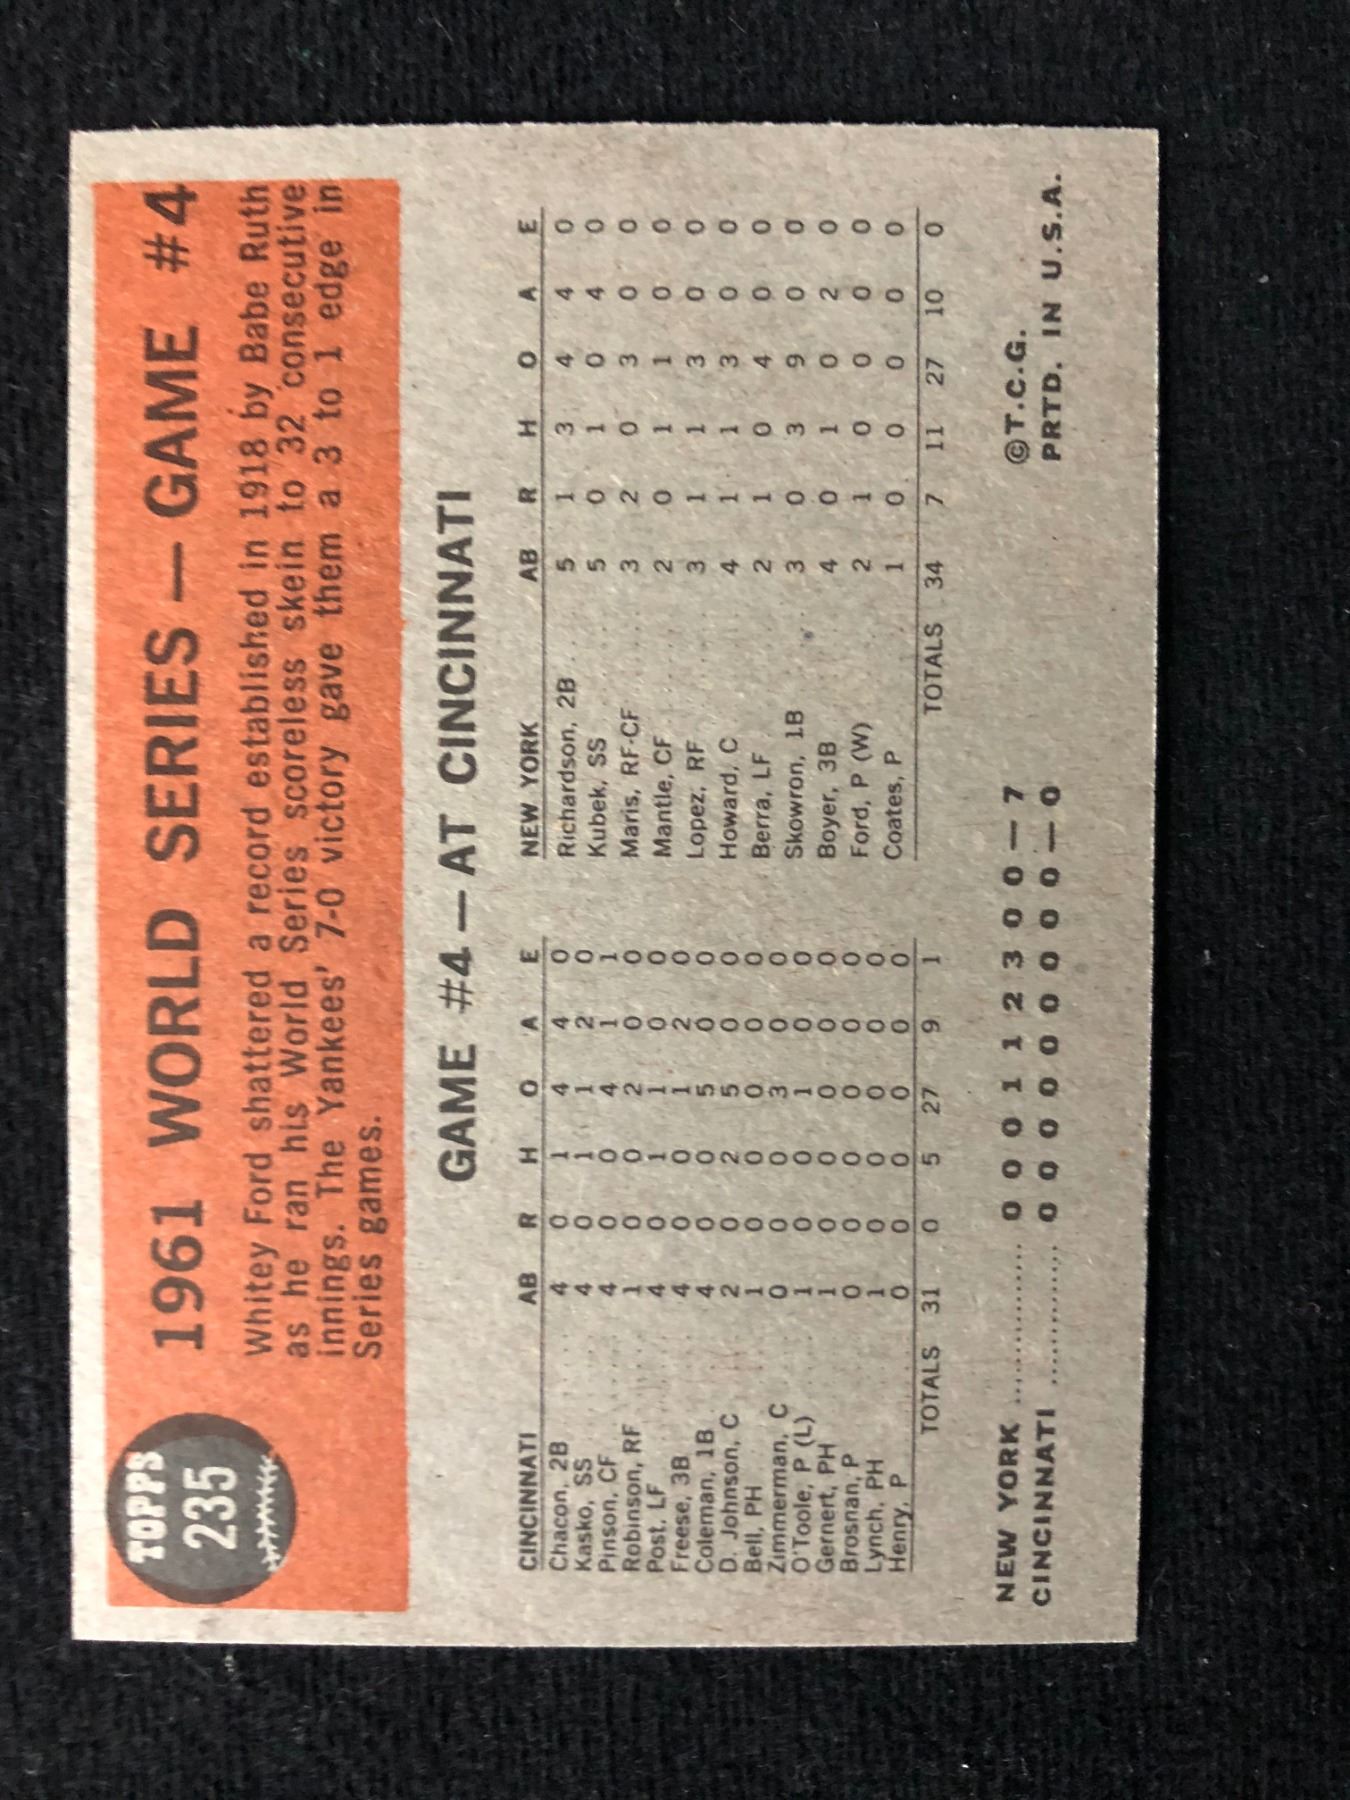 TOPPS
235
1961 WORLD SERIES — GAME #4
Whitey Ford shattered a record established in 1918 by Babe Ruth
as he ran his World Series scoreless skein to 32 consecutive
innings. The Yankees' 7-0 victory gave them a 3 to 1 edge in
Series games.
GAME #4 — AT CINCINNATI
CINCINNATI AB R H O A E
Chacon, 2B 4 0 1 4 4 0
Kasko, SS 4 0 1 1 2 0
Pinson, CF 4 0 0 4 1 1
Robinson, RF 1 0 0 2 0 0
Post, LF 4 0 1 1 0 0
Freese, 3B 4 0 0 1 2 0
Coleman, 1B 4 0 0 5 0 0
D. Johnson, C 2 0 2 5 0 0
Bell, PH 1 0 0 0 0 0
Zimmerman, C 0 0 0 3 0 0
O'Toole, P (L) 1 0 0 1 0 0
Gernert, PH 1 0 0 0 0 0
Brosnan, P 0 0 0 0 0 0
Lynch, PH 1 0 0 0 0 0
Henry, P 0 0 0 0 0 0
TOTALS 31 0 5 27 9 1
NEW YORK AB R H O A E
Richardson, 2B 5 1 3 4 4 0
Kubek, SS 5 0 1 0 4 0
Maris, RF-CF 3 2 0 3 0 0
Mantle, CF 2 0 1 1 0 0
Lopez, RF 3 1 1 3 0 0
Howard, C 4 1 1 3 0 0
Berra, LF 2 1 0 4 0 0
Skowron, 1B 3 0 3 9 0 0
Boyer, 3B 4 0 1 0 2 0
Ford, P (W) 2 1 0 0 0 0
Coates, P 1 0 0 0 0 0
TOTALS 34 7 11 27 10 0
NEW YORK .............. 0 0 0 1 1 2 3 0 0 — 7
CINCINNATI ............ 0 0 0 0 0 0 0 0 0 — 0
©T.C.G.
PRTD. IN U.S.A.